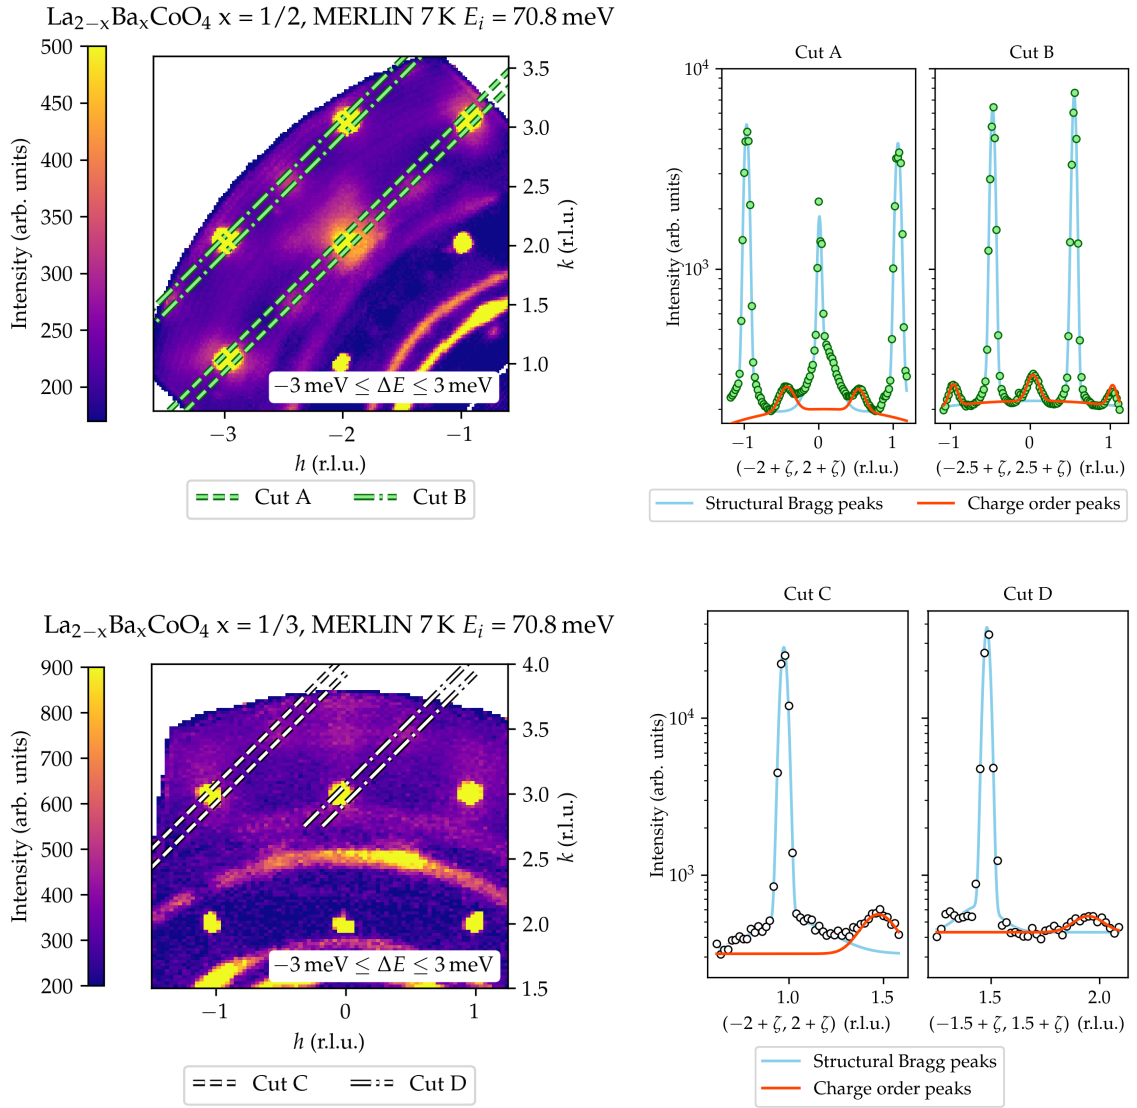 La2−xBaxCoO4 x = 1/2, MERLIN 7 K Ei = 70.8 meV
Intensity (arb. units)
500
450
400
350
300
250
200
3.5
3.0
2.5
2.0
1.5
1.0
k (r.l.u.)
−3 meV ≤ ΔE ≤ 3 meV
−3
−2
−1
h (r.l.u.)
Cut A
Cut B
Cut A
Cut B
Intensity (arb. units)
10^4
10^3
−1
0
1
−1
0
1
(−2 + ζ, 2 + ζ) (r.l.u.)
(−2.5 + ζ, 2.5 + ζ) (r.l.u.)
Structural Bragg peaks
Charge order peaks
La2−xBaxCoO4 x = 1/3, MERLIN 7 K Ei = 70.8 meV
Intensity (arb. units)
900
800
700
600
500
400
300
200
4.0
3.5
3.0
2.5
2.0
1.5
k (r.l.u.)
−3 meV ≤ ΔE ≤ 3 meV
−1
0
1
h (r.l.u.)
Cut C
Cut D
Cut C
Cut D
Intensity (arb. units)
10^4
10^3
1.0
1.5
1.5
2.0
(−2 + ζ, 2 + ζ) (r.l.u.)
(−1.5 + ζ, 1.5 + ζ) (r.l.u.)
Structural Bragg peaks
Charge order peaks